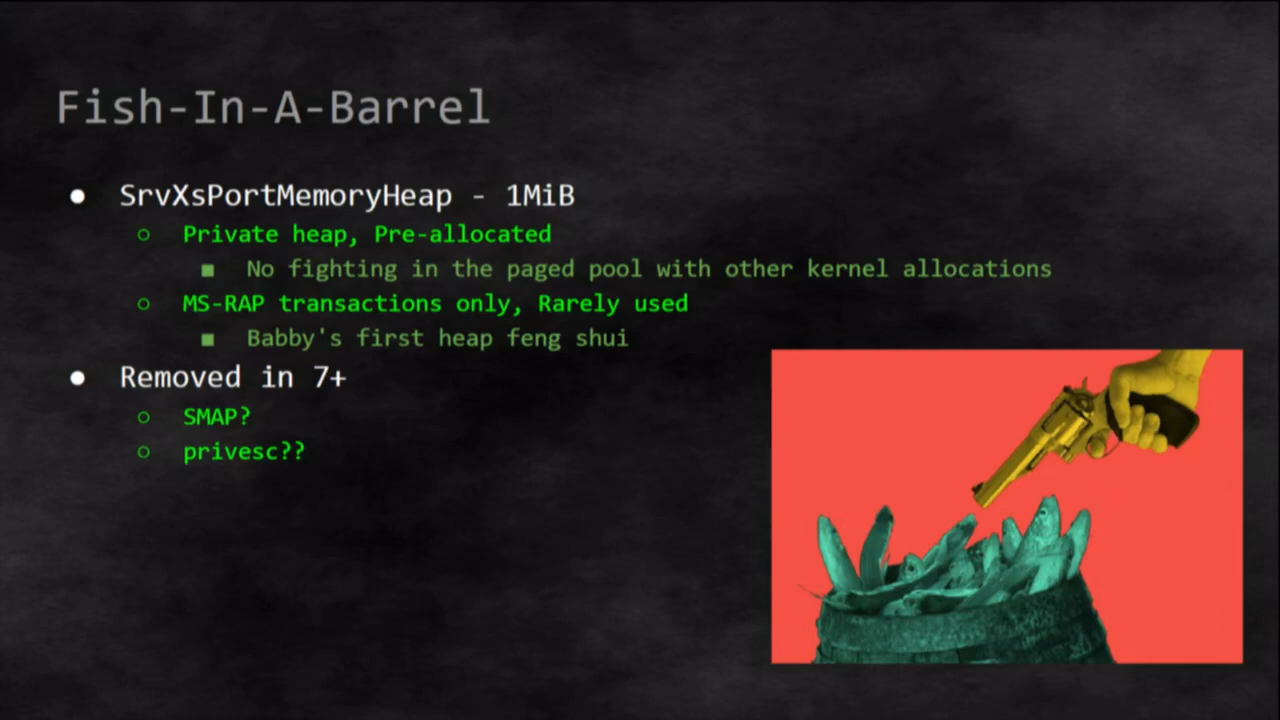 Fish-In-A-Barrel
● SrvXsPortMemoryHeap - 1MiB
○ Private heap, Pre-allocated
■ No fighting in the paged pool with other kernel allocations
○ MS-RAP transactions only, Rarely used
■ Babby's first heap feng shui
● Removed in 7+
○ SMAP?
○ privesc??